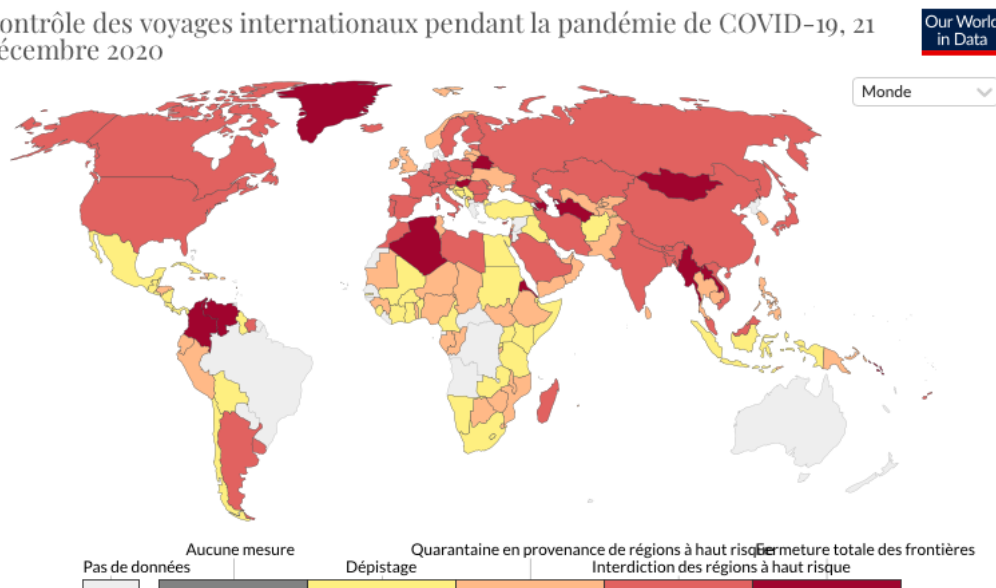 ontrôle des voyages internationaux pendant la pandémie de COVID-19, 21
écembre 2020
Our World
in Data
Monde
Aucune mesure
Quarantaine en provenance de régions à haut risque
Fermeture totale des frontières
Pas de données
Dépistage
Interdiction des régions à haut risque